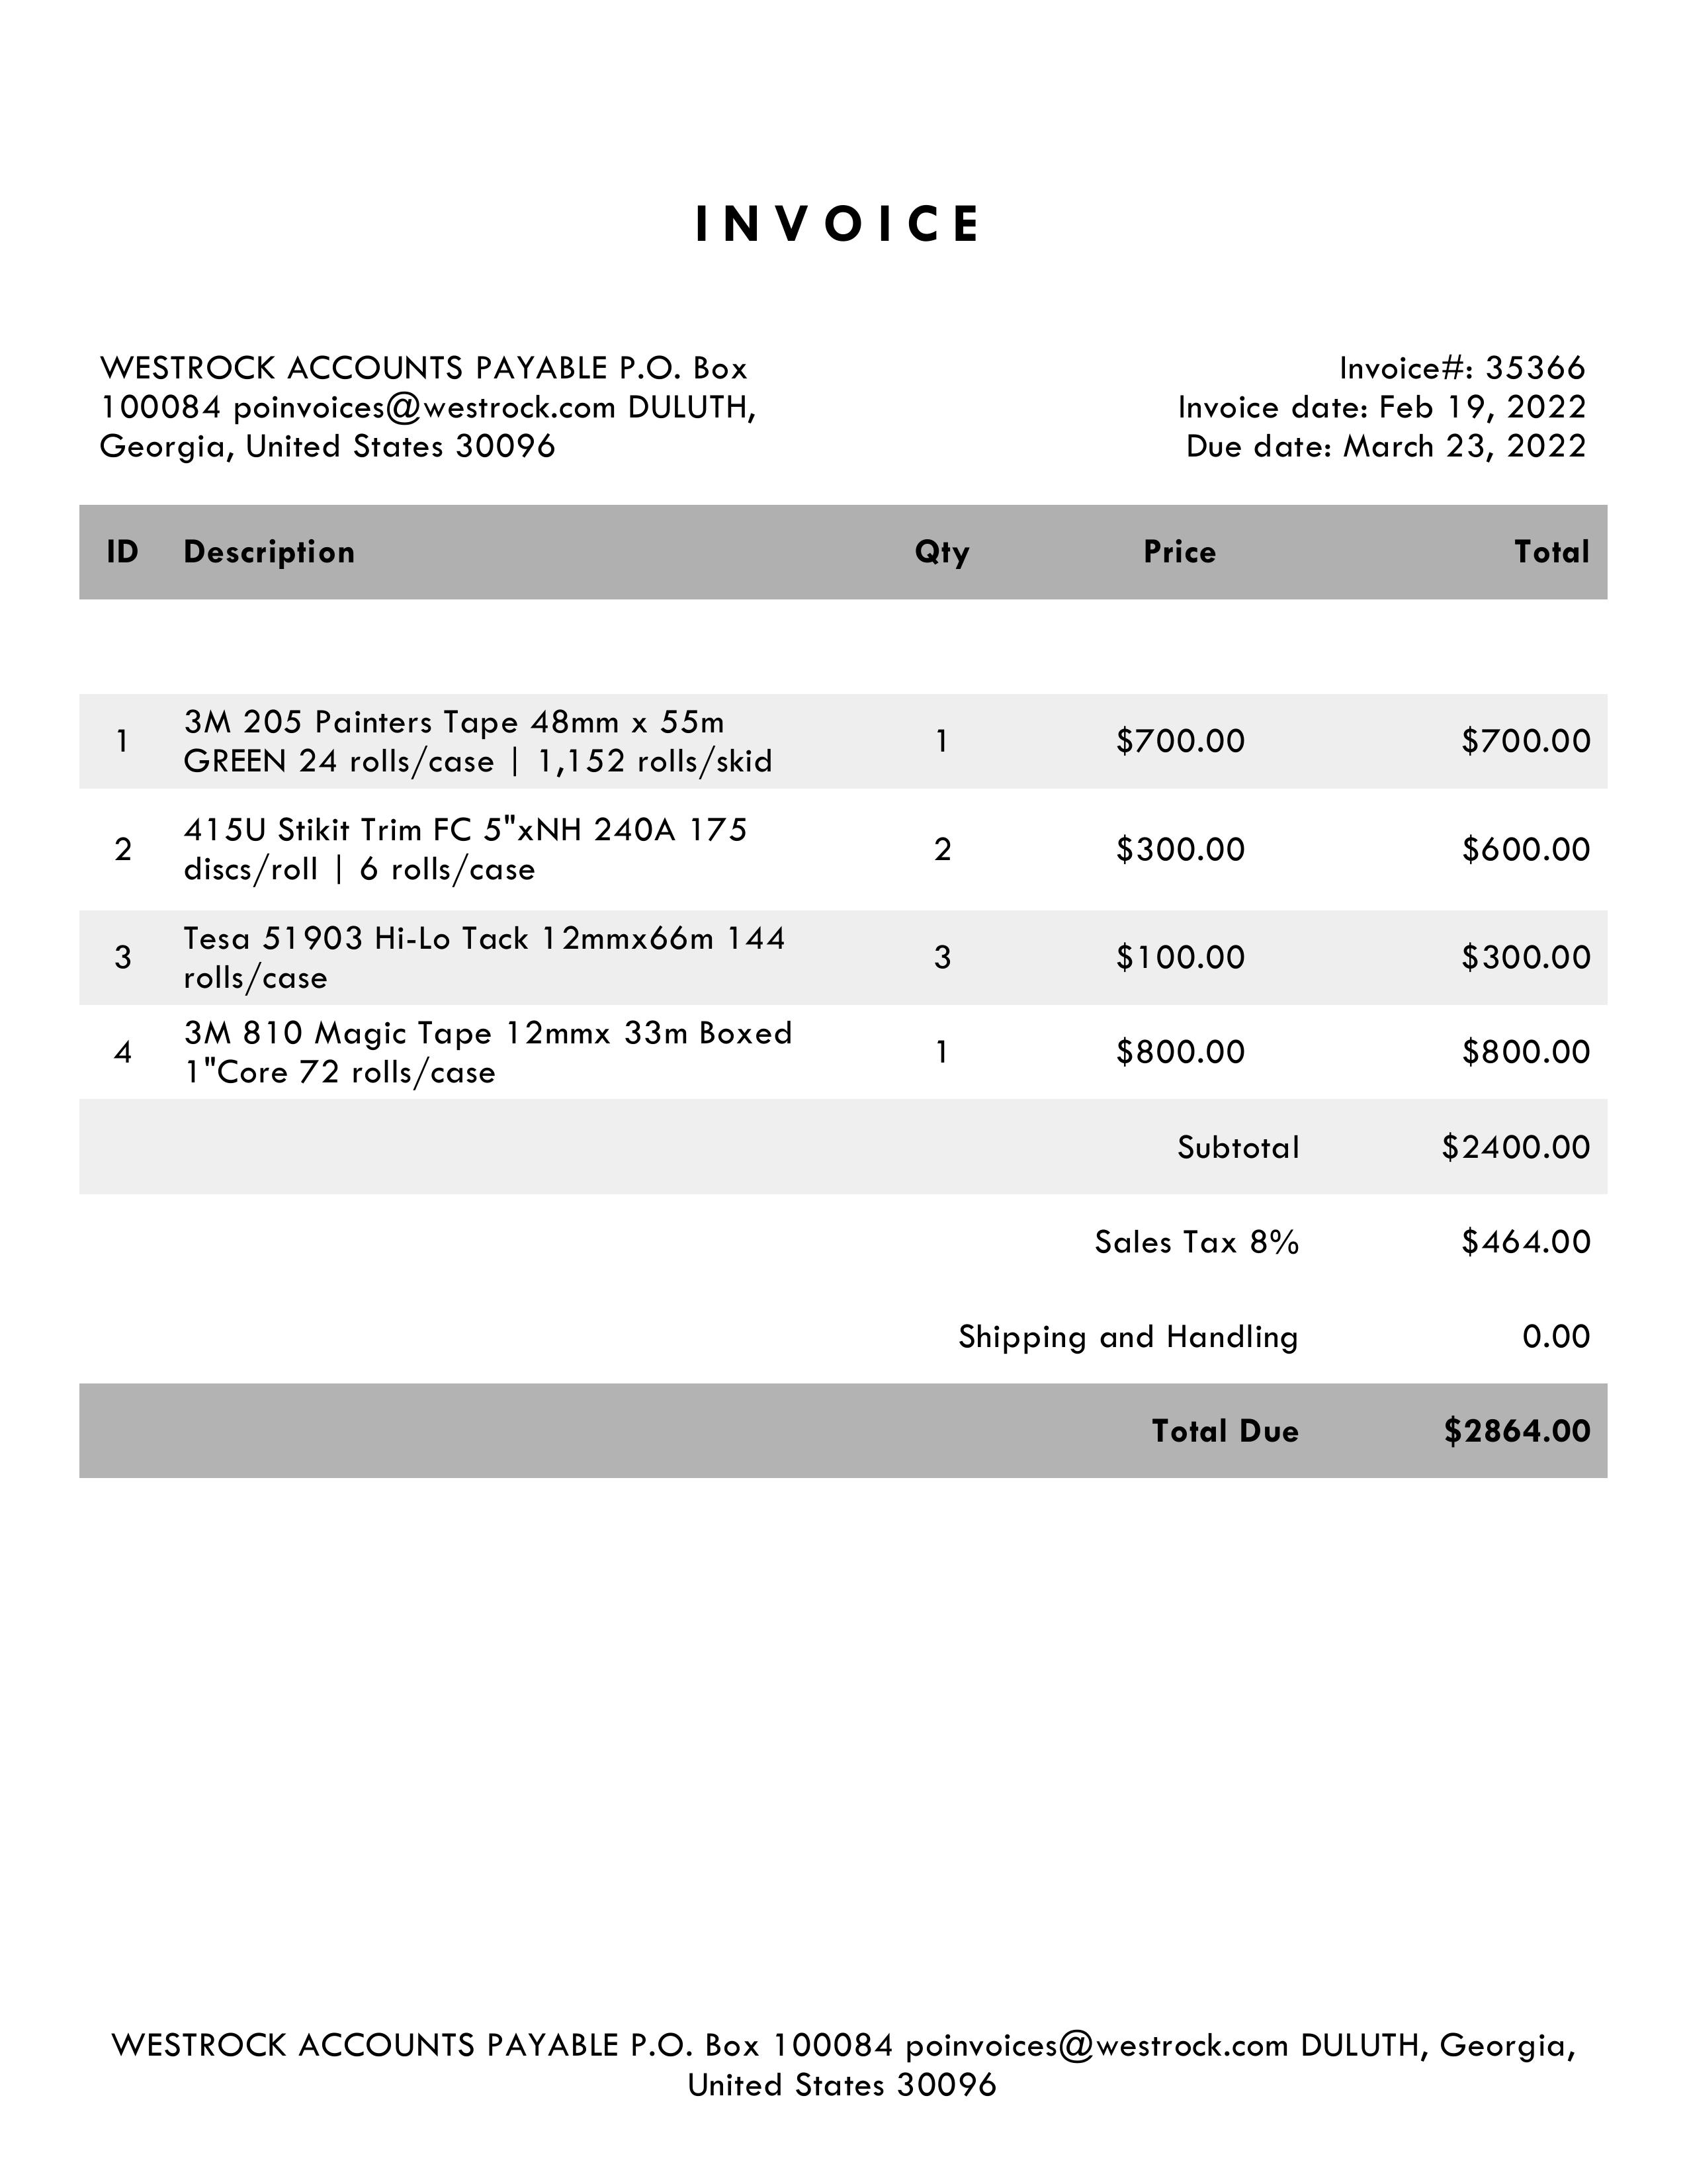 INVOICE
WESTROCK ACCOUNTS PAYABLE P.O. Box
100084 poinvoices@westrock.com DULUTH,
Georgia, United States 30096
Invoice#: 35366
Invoice date: Feb 19, 2022
Due date: March 23, 2022
ID Description Qty Price Total
1 3M 205 Painters Tape 48mm x 55m
GREEN 24 rolls/case | 1,152 rolls/skid 1 $700.00 $700.00
2 415U Stikit Trim FC 5"xNH 240A 175
discs/roll | 6 rolls/case 2 $300.00 $600.00
3 Tesa 51903 Hi-Lo Tack 12mmx66m 144
rolls/case 3 $100.00 $300.00
4 3M 810 Magic Tape 12mmx 33m Boxed
1"Core 72 rolls/case 1 $800.00 $800.00
Subtotal $2400.00
Sales Tax 8% $464.00
Shipping and Handling 0.00
Total Due $2864.00
WESTROCK ACCOUNTS PAYABLE P.O. Box 100084 poinvoices@westrock.com DULUTH, Georgia,
United States 30096